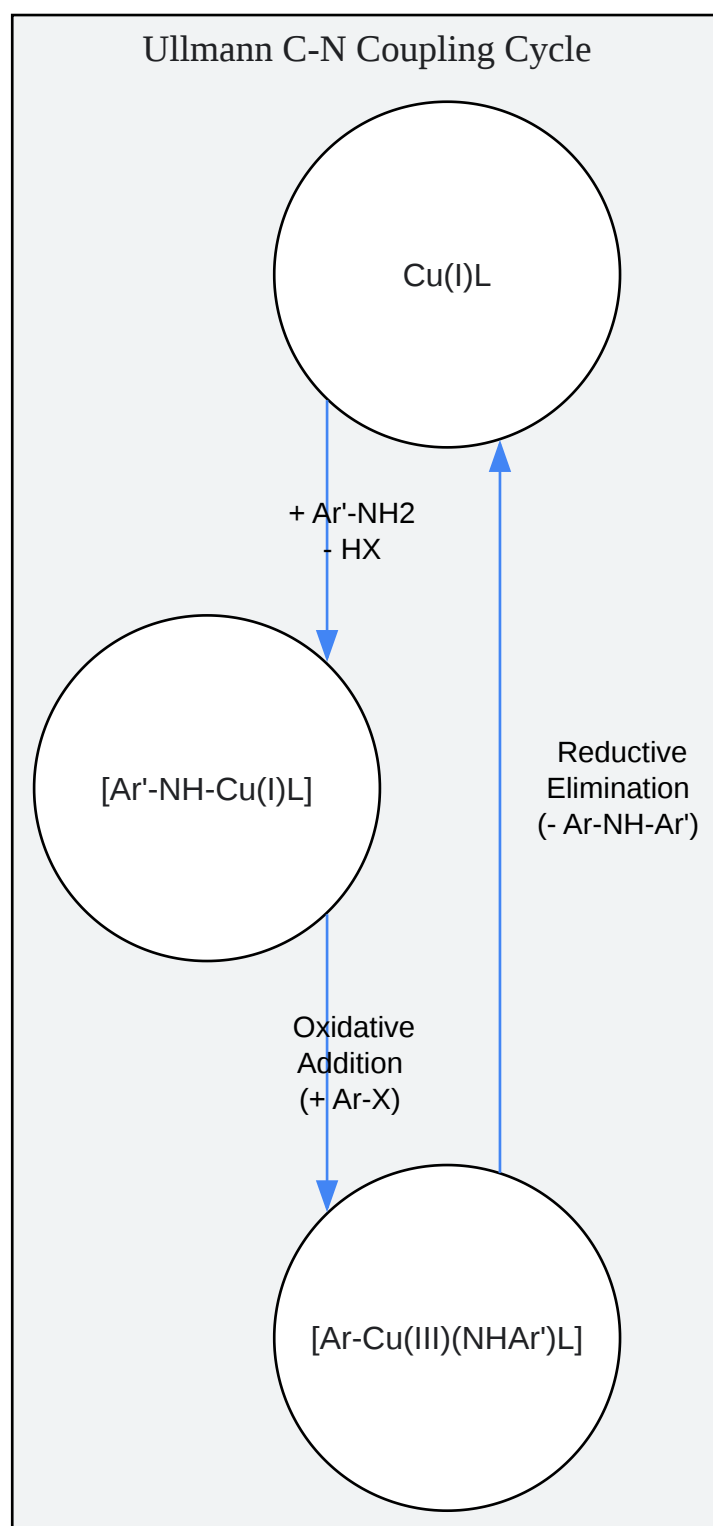 Ullmann C-N Coupling Cycle
Cu(I)L
+ Ar'-NH2
- HX
[Ar'-NH-Cu(I)L]
Reductive
Elimination
(- Ar-NH-Ar')
Oxidative
Addition
(+ Ar-X)
[Ar-Cu(III)(NHAr')L]